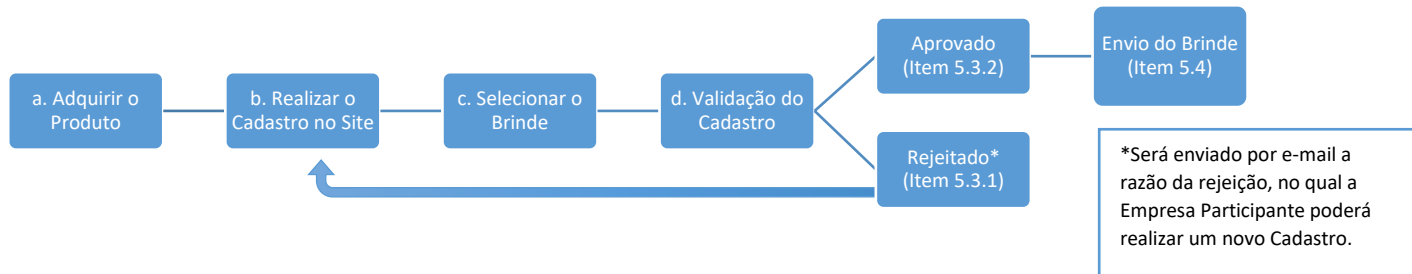 a. Adquirir o
Produto
b. Realizar o
Cadastro no Site
c. Selecionar o
Brinde
d. Validação do
Cadastro
Aprovado
(Item 5.3.2)
Envio do Brinde
(Item 5.4)
Rejeitado*
(Item 5.3.1)
*Será enviado por e-mail a
razão da rejeição, no qual a
Empresa Participante poderá
realizar um novo Cadastro.